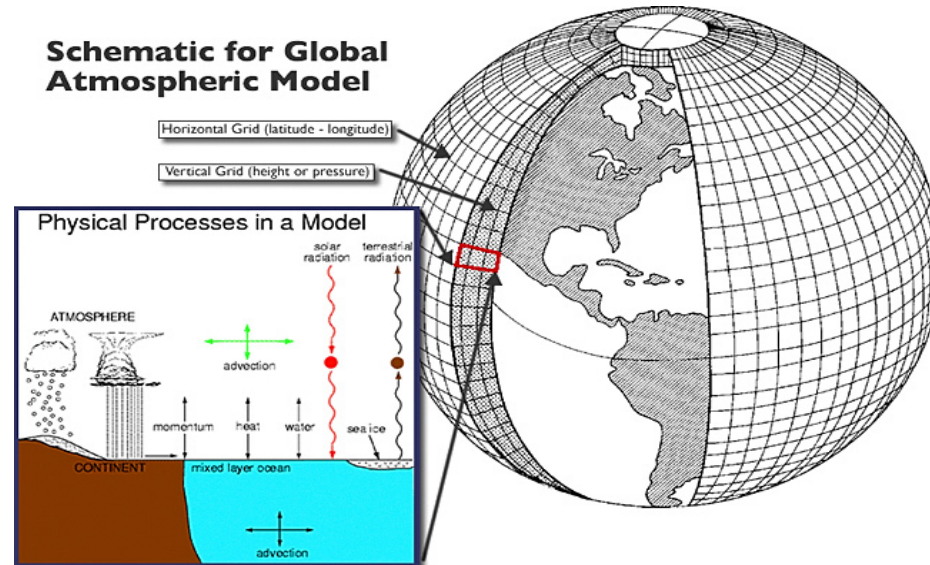 Schematic for Global
Atmospheric Model
Horizontal Grid (latitude - longitude)
Vertical Grid (height or pressure)
Physical Processes in a Model
solar
radiation
terrestrial
radiation
ATMOSPHERE
advection
momentum
heat
water
sea ice
CONTINENT
mixed layer ocean
advection